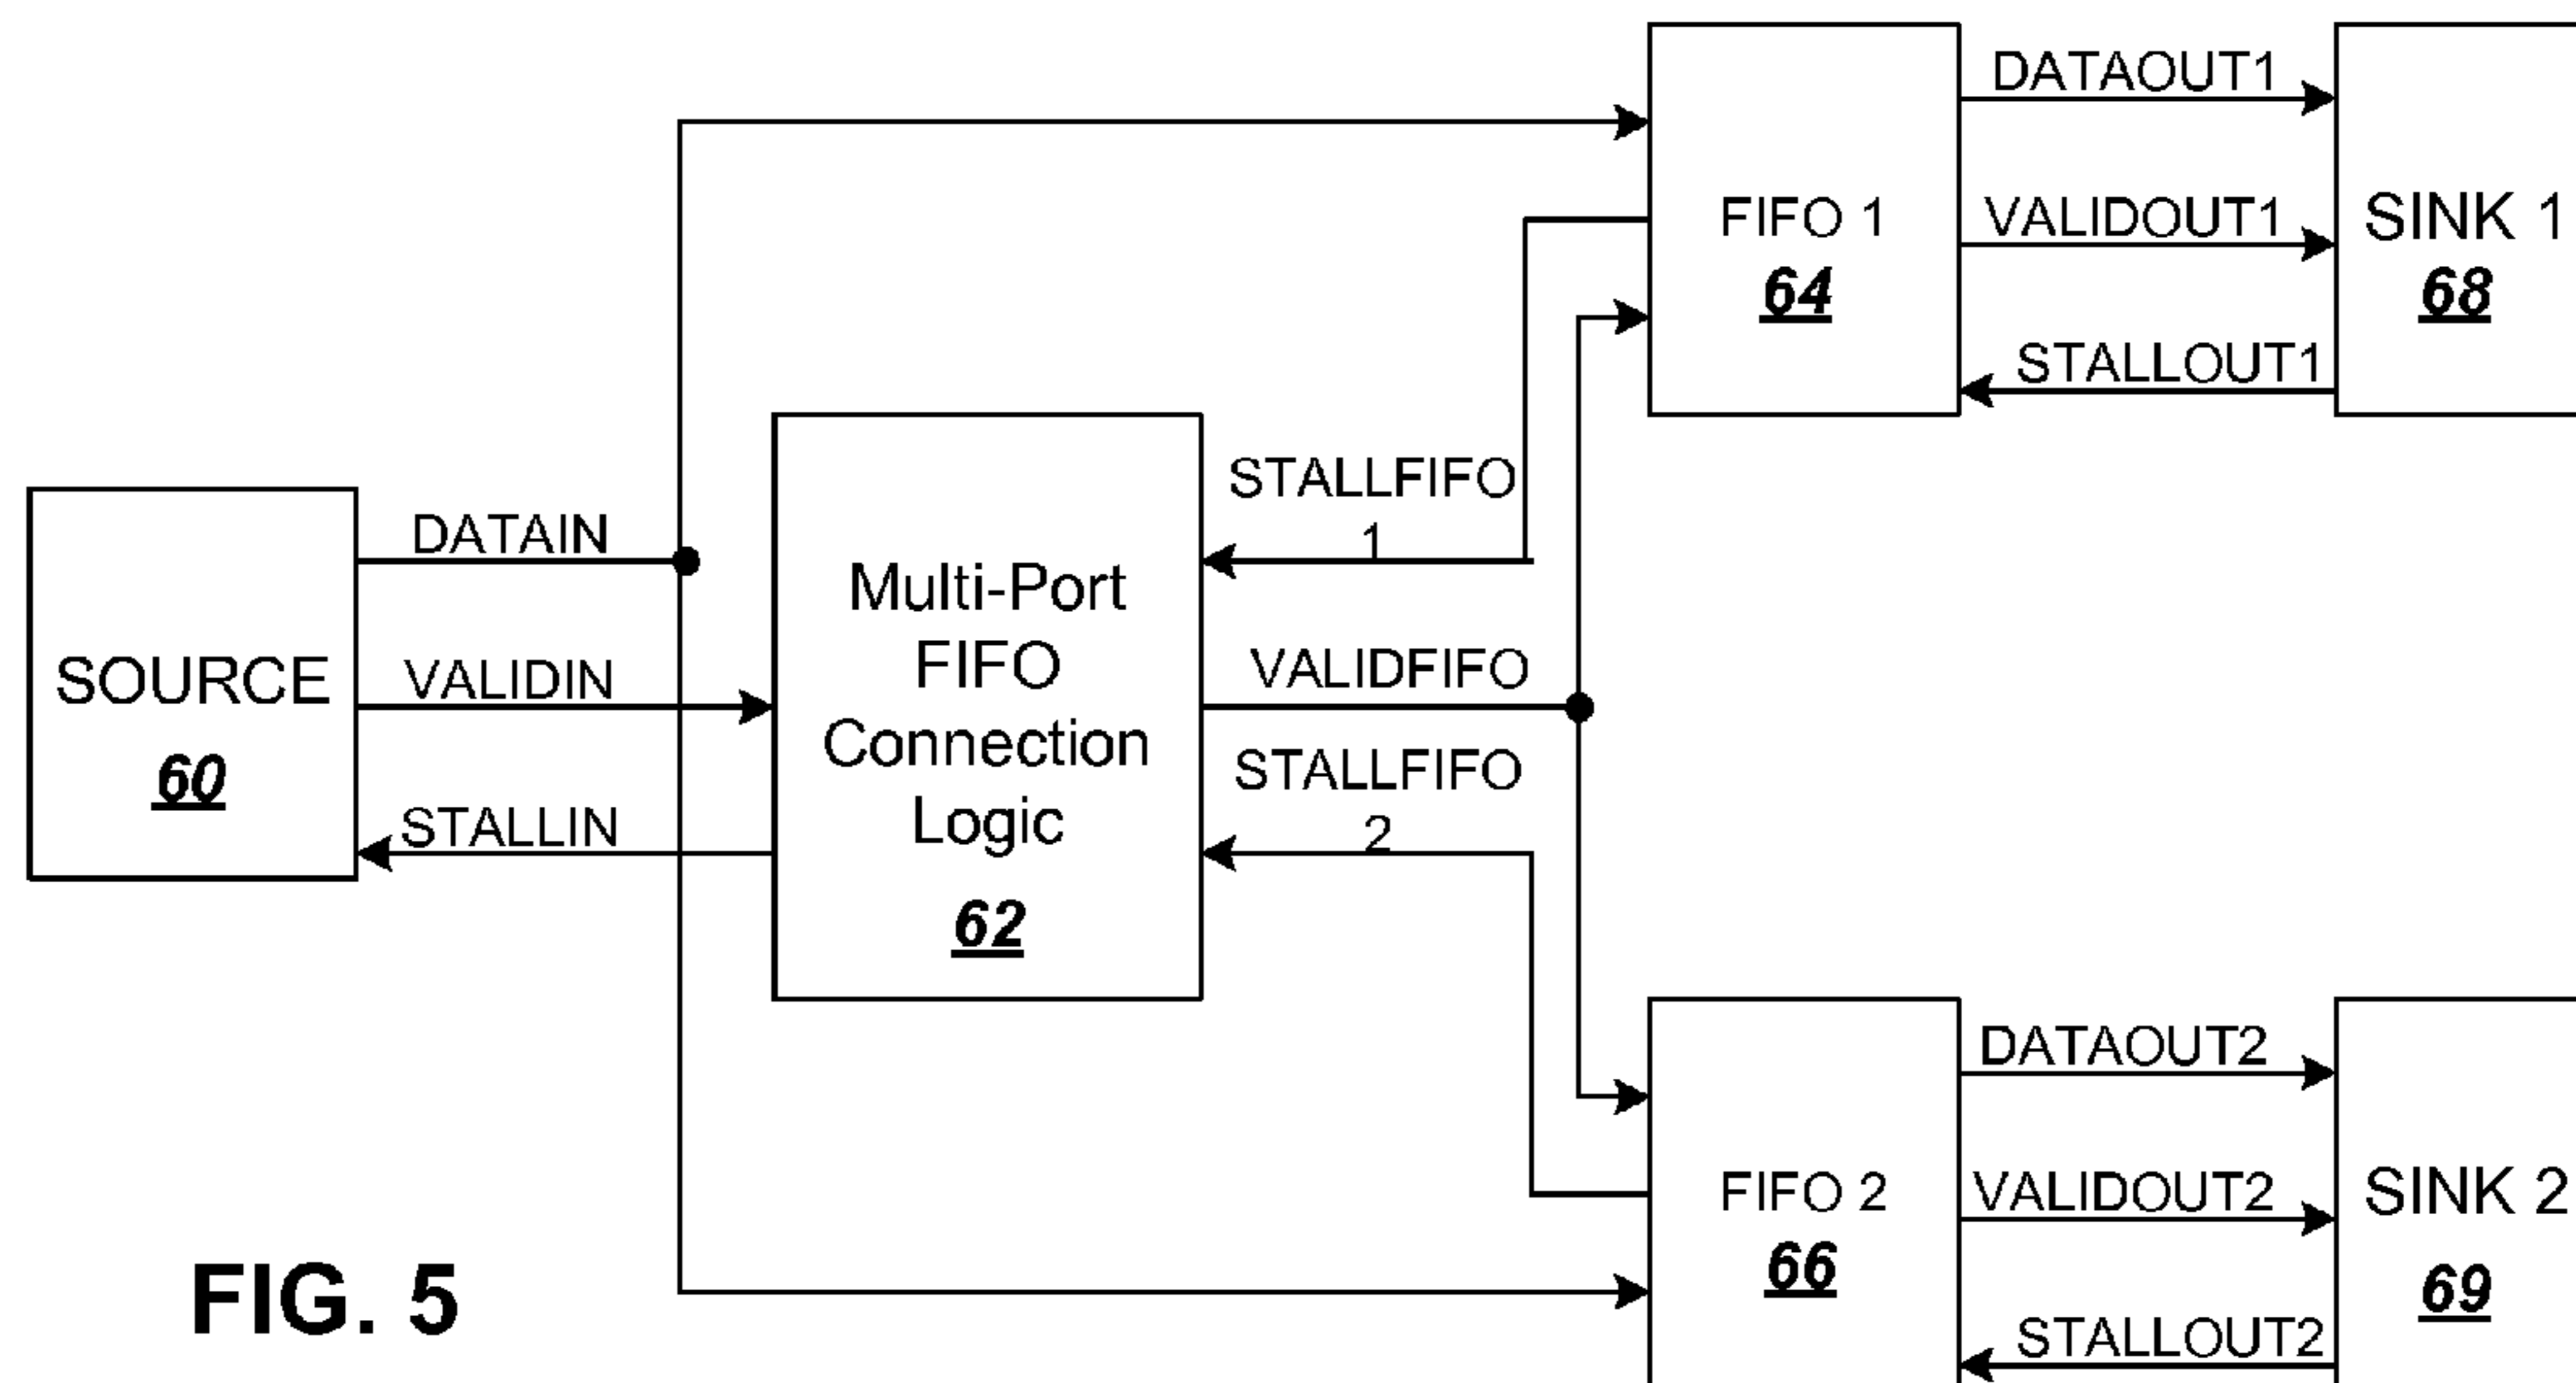 DATAOUT1
FIFO 1
64
VALIDOUT1
SINK 1
68
STALLOUT1
SOURCE
60
DATAIN
VALIDIN
STALLIN
Multi-Port
FIFO
Connection
Logic
62
STALLFIFO
1
VALIDFIFO
STALLFIFO
2
DATAOUT2
FIFO 2
66
VALIDOUT2
SINK 2
69
STALLOUT2
FIG. 5